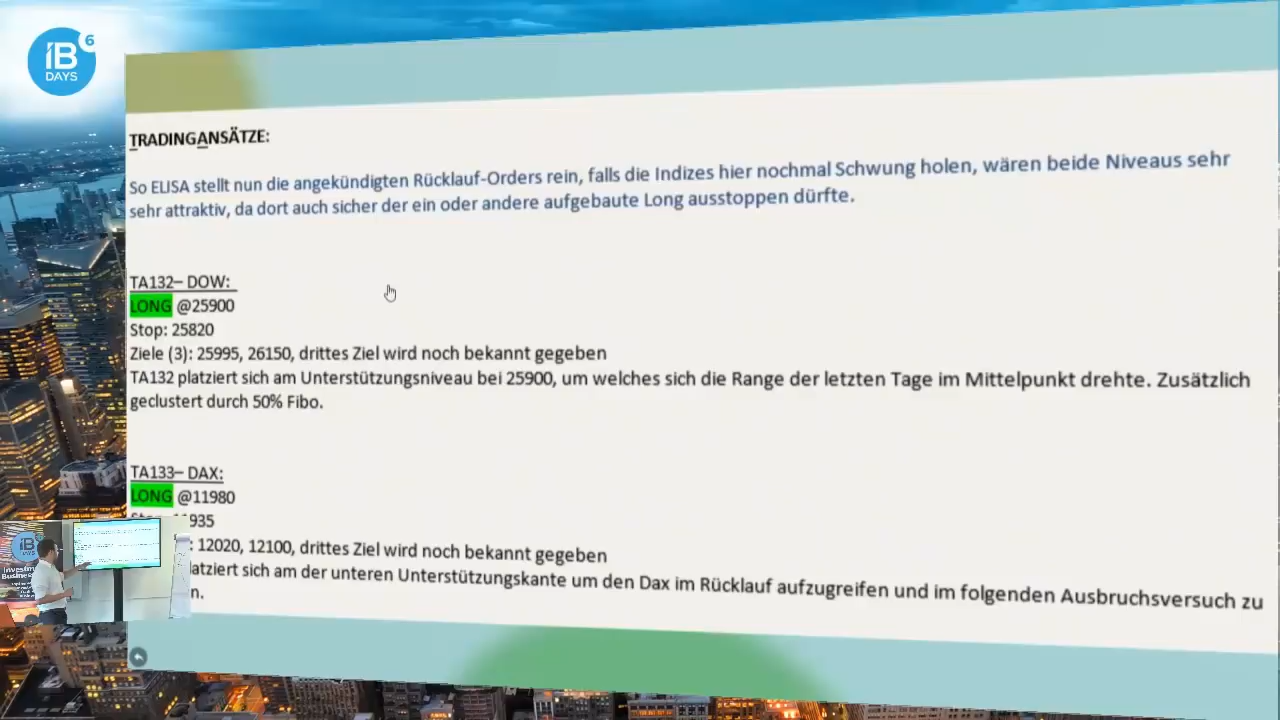 IB 6
DAYS
TRADINGANSÄTZE:
So ELISA stellt nun die angekündigten Rücklauf-Orders rein, falls die Indizes hier nochmal Schwung holen, wären beide Niveaus sehr
sehr attraktiv, da dort auch sicher der ein oder andere aufgebaute Long ausstoppen dürfte.
TA132– DOW:
LONG @25900
Stop: 25820
Ziele (3): 25995, 26150, drittes Ziel wird noch bekannt gegeben
TA132 platziert sich am Unterstützungsniveau bei 25900, um welches sich die Range der letzten Tage im Mittelpunkt drehte. Zusätzlich
geclustert durch 50% Fibo.
TA133– DAX:
LONG @11980
935
: 12020, 12100, drittes Ziel wird noch bekannt gegeben
latziert sich am der unteren Unterstützungskante um den Dax im Rücklauf aufzugreifen und im folgenden Ausbruchsversuch zu
n.
IB
DAYS